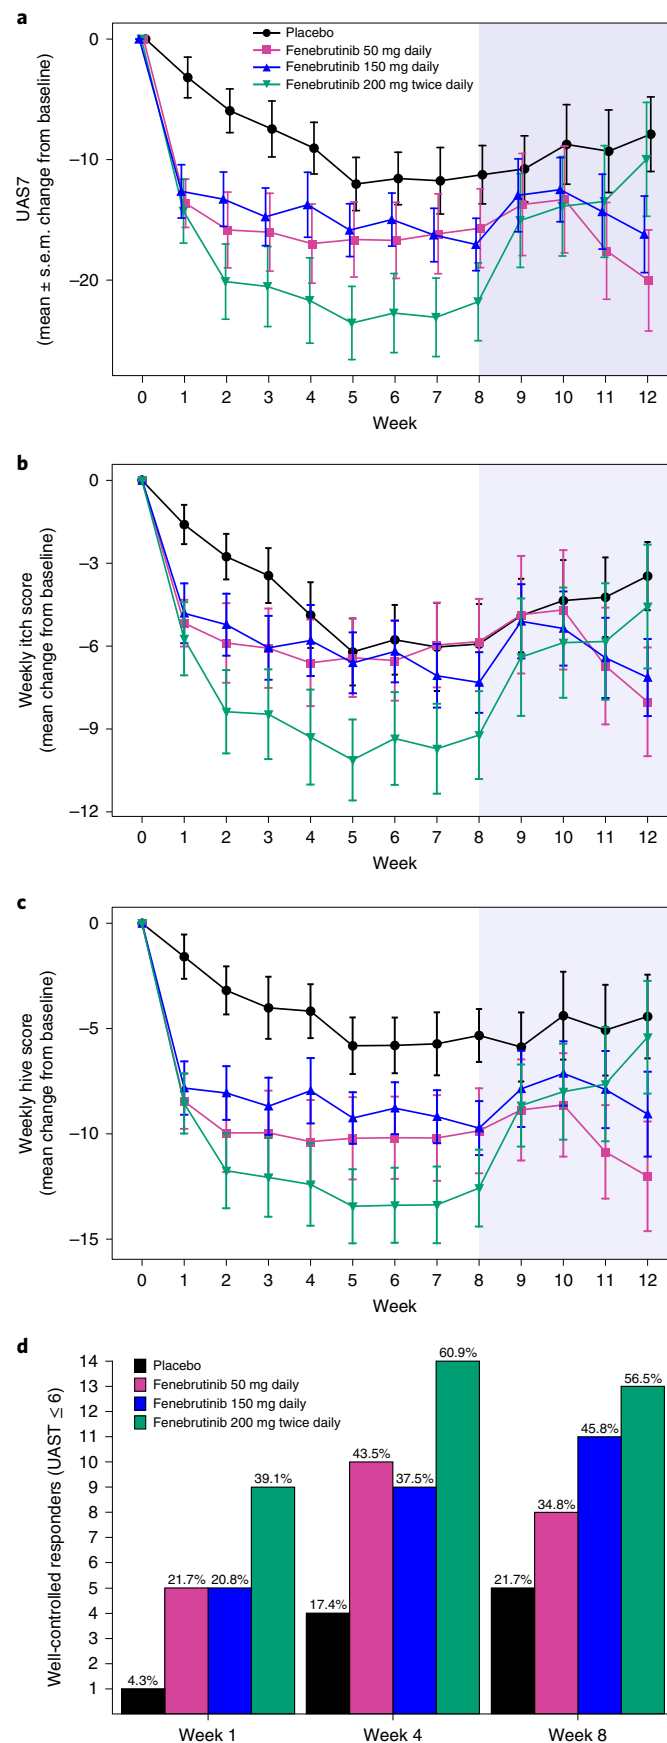 a
Placebo
Fenebrutinib 50 mg daily
Fenebrutinib 150 mg daily
Fenebrutinib 200 mg twice daily
UAS7
(mean ± s.e.m. change from baseline)
0
–10
–20
0 1 2 3 4 5 6 7 8 9 10 11 12
Week
b
Weekly itch score
(mean change from baseline)
0
–3
–6
–9
–12
0 1 2 3 4 5 6 7 8 9 10 11 12
Week
c
Weekly hive score
(mean change from baseline)
0
–5
–10
–15
0 1 2 3 4 5 6 7 8 9 10 11 12
Week
d
Placebo
Fenebrutinib 50 mg daily
Fenebrutinib 150 mg daily
Fenebrutinib 200 mg twice daily
Well-controlled responders (UAST ≤ 6)
14
13
12
11
10
9
8
7
6
5
4
3
2
1
4.3% 21.7% 20.8% 39.1%
17.4% 43.5% 37.5% 60.9%
21.7% 34.8% 45.8% 56.5%
Week 1 Week 4 Week 8